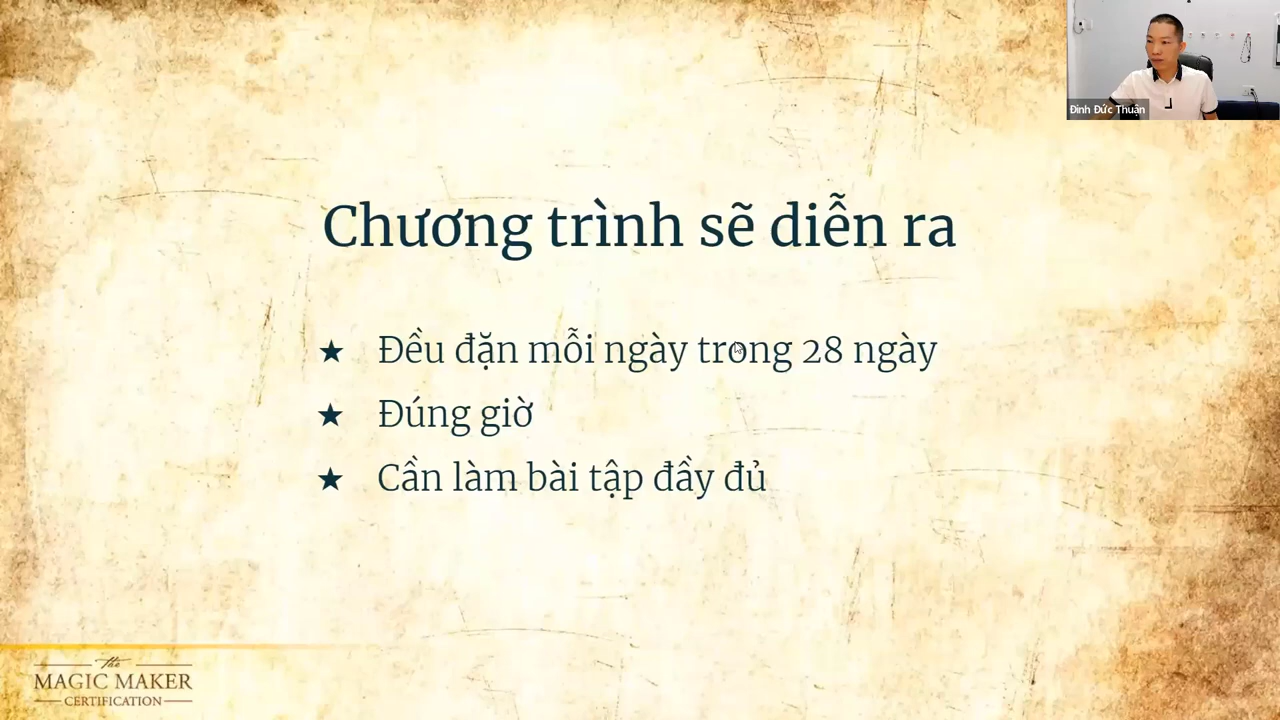 Đinh Đức Thuận
Chương trình sẽ diễn ra
★ Đều đặn mỗi ngày trong 28 ngày
★ Đúng giờ
★ Cần làm bài tập đầy đủ
The
MAGIC MAKER
CERTIFICATION